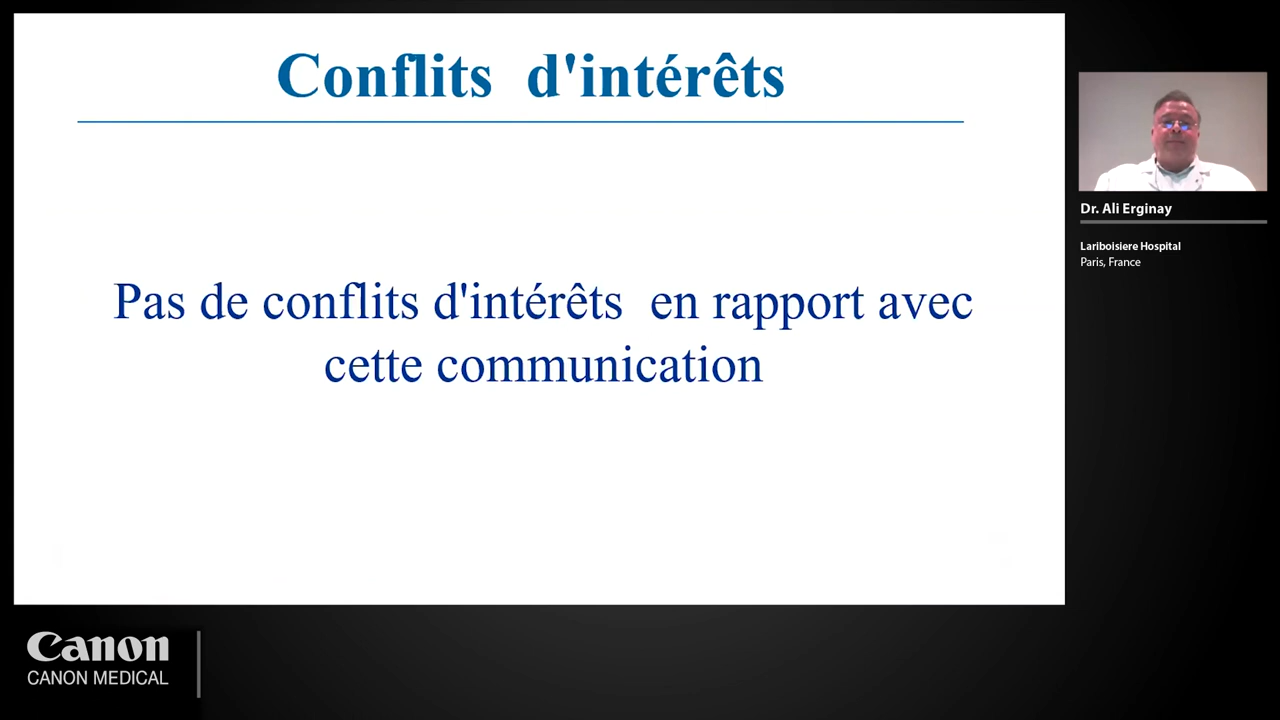 Conflits d'intérêts
Pas de conflits d'intérêts en rapport avec
cette communication
Dr. Ali Erginay
Lariboisiere Hospital
Paris, France
Canon
CANON MEDICAL